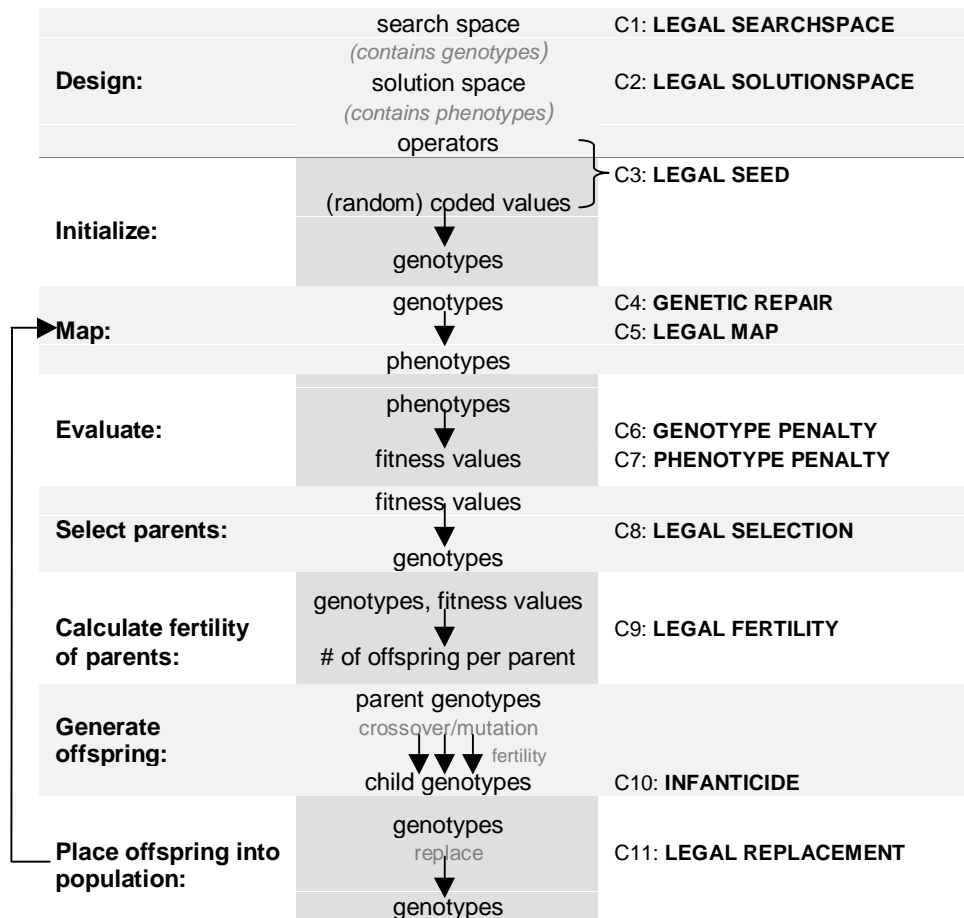 search space C1: LEGAL SEARCHSPACE
(contains genotypes)
Design: solution space C2: LEGAL SOLUTIONSPACE
(contains phenotypes)
operators
C3: LEGAL SEED
(random) coded values
Initialize:
genotypes
genotypes C4: GENETIC REPAIR
Map: C5: LEGAL MAP
phenotypes
phenotypes
Evaluate: C6: GENOTYPE PENALTY
fitness values C7: PHENOTYPE PENALTY
fitness values
Select parents: C8: LEGAL SELECTION
genotypes
genotypes, fitness values
Calculate fertility C9: LEGAL FERTILITY
of parents: # of offspring per parent
parent genotypes
Generate crossover/mutation
offspring: fertility
child genotypes C10: INFANTICIDE
genotypes
Place offspring into replace C11: LEGAL REPLACEMENT
population:
genotypes